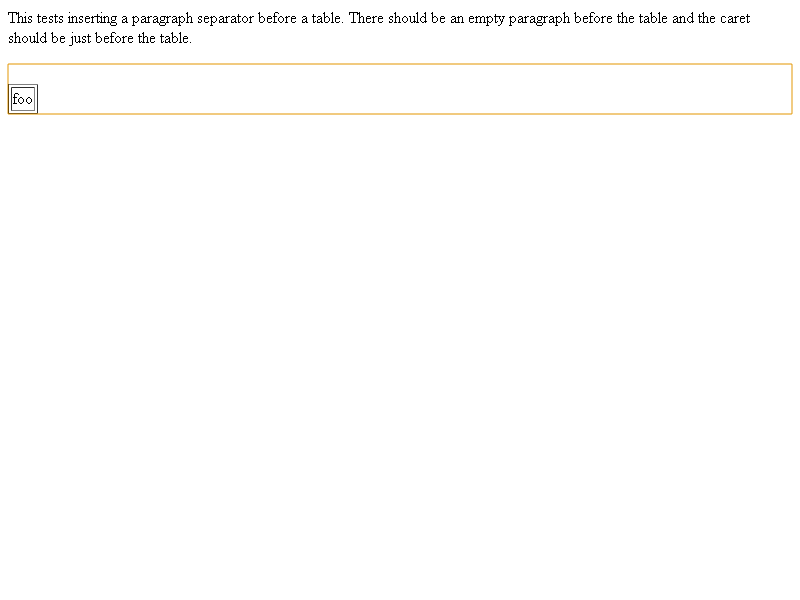 This tests inserting a paragraph separator before a table. There should be an empty paragraph before the table and the caret
should be just before the table.
foo